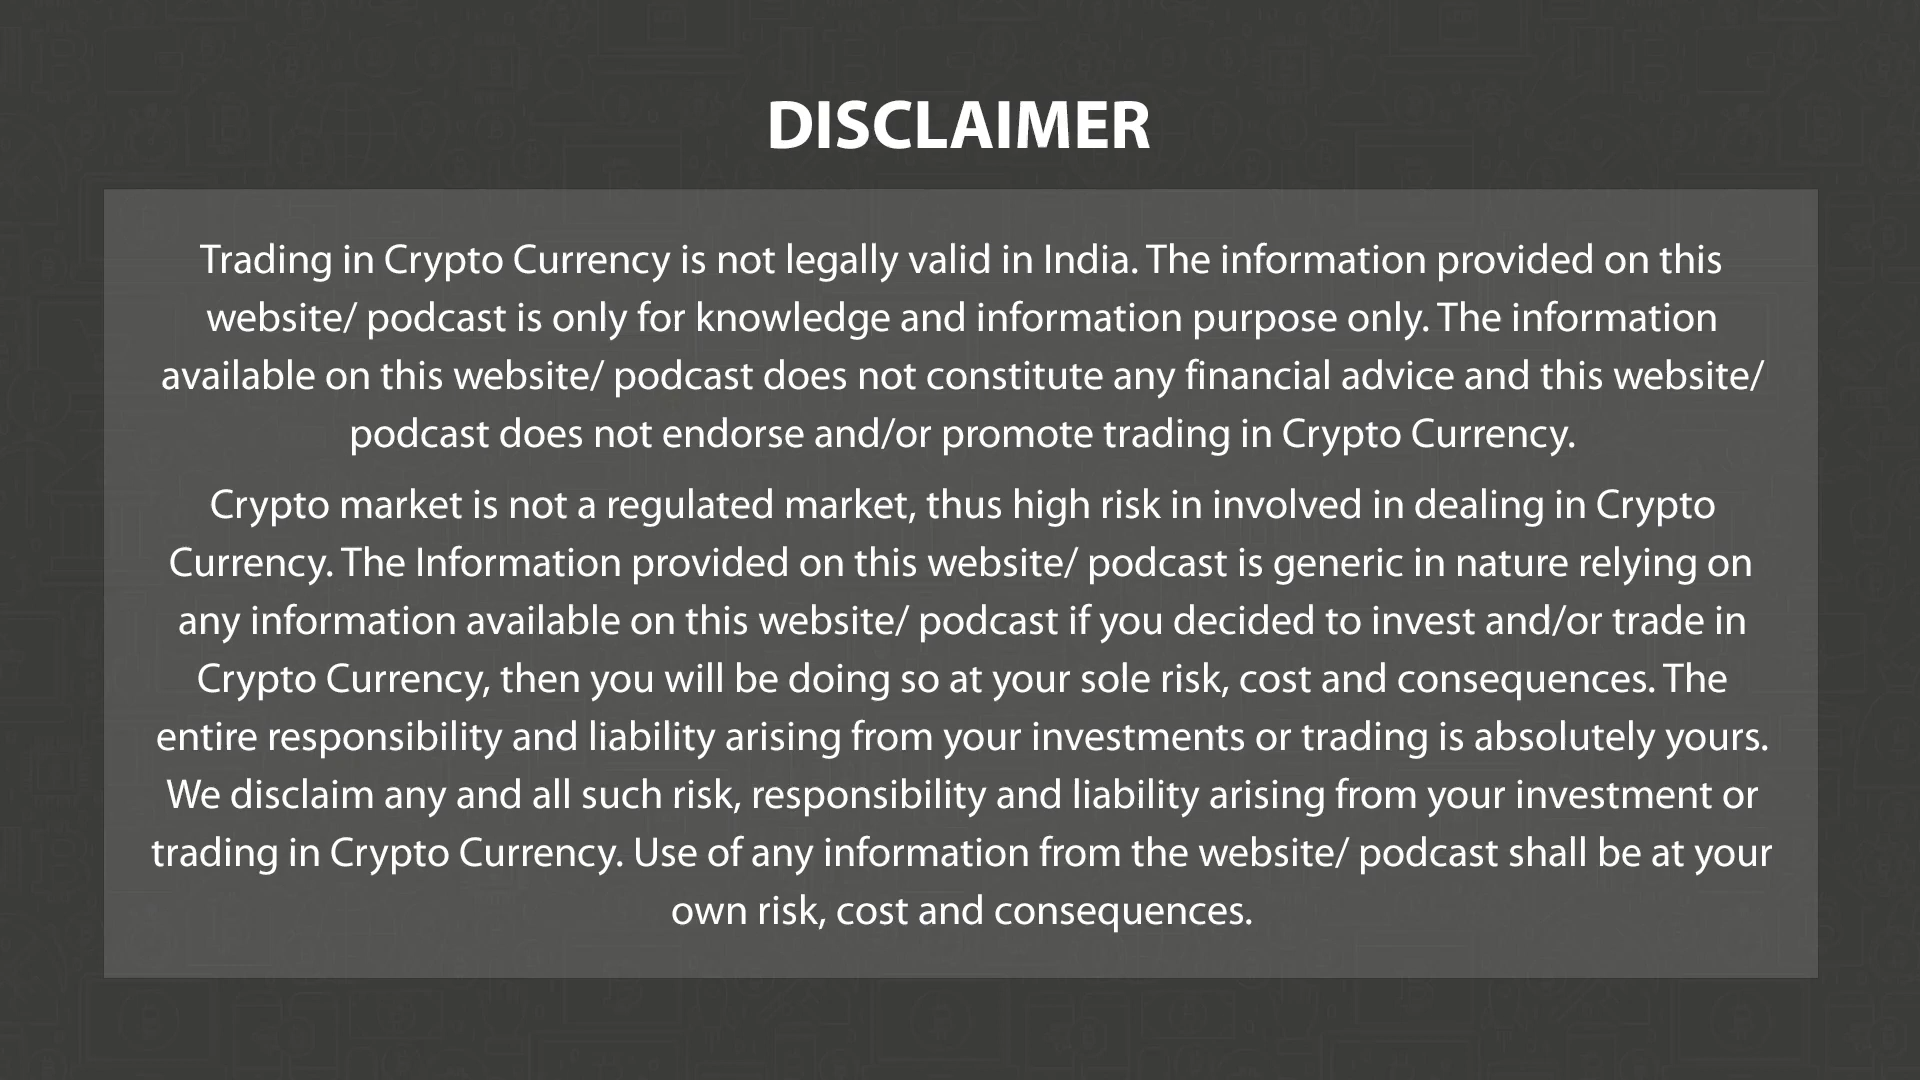 DISCLAIMER
Trading in Crypto Currency is not legally valid in India. The information provided on this
website/ podcast is only for knowledge and information purpose only. The information
available on this website/ podcast does not constitute any financial advice and this website/
podcast does not endorse and/or promote trading in Crypto Currency.
Crypto market is not a regulated market, thus high risk in involved in dealing in Crypto
Currency. The Information provided on this website/ podcast is generic in nature relying on
any information available on this website/ podcast if you decided to invest and/or trade in
Crypto Currency, then you will be doing so at your sole risk, cost and consequences. The
entire responsibility and liability arising from your investments or trading is absolutely yours.
We disclaim any and all such risk, responsibility and liability arising from your investment or
trading in Crypto Currency. Use of any information from the website/ podcast shall be at your
own risk, cost and consequences.